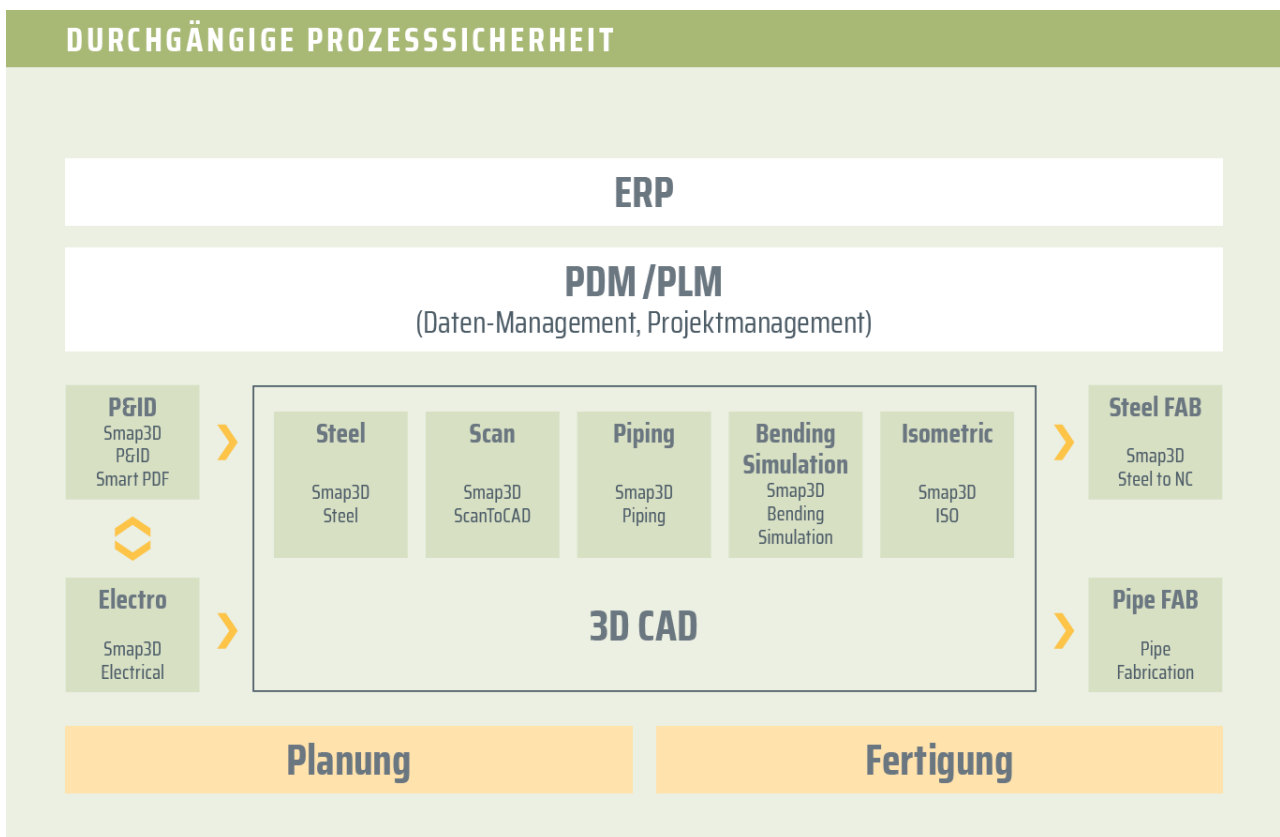 DURCHGÄNGIGE PROZESSSICHERHEIT
ERP
PDM /PLM
(Daten-Management, Projektmanagement)
P&ID
Smap3D
P&ID
Smart PDF
Electro
Smap3D
Electrical
Steel
Smap3D
Steel
Scan
Smap3D
ScanToCAD
Piping
Smap3D
Piping
Bending
Simulation
Smap3D
Bending
Simulation
Isometric
Smap3D
ISO
3D CAD
Steel FAB
Smap3D
Steel to NC
Pipe FAB
Pipe
Fabrication
Planung
Fertigung